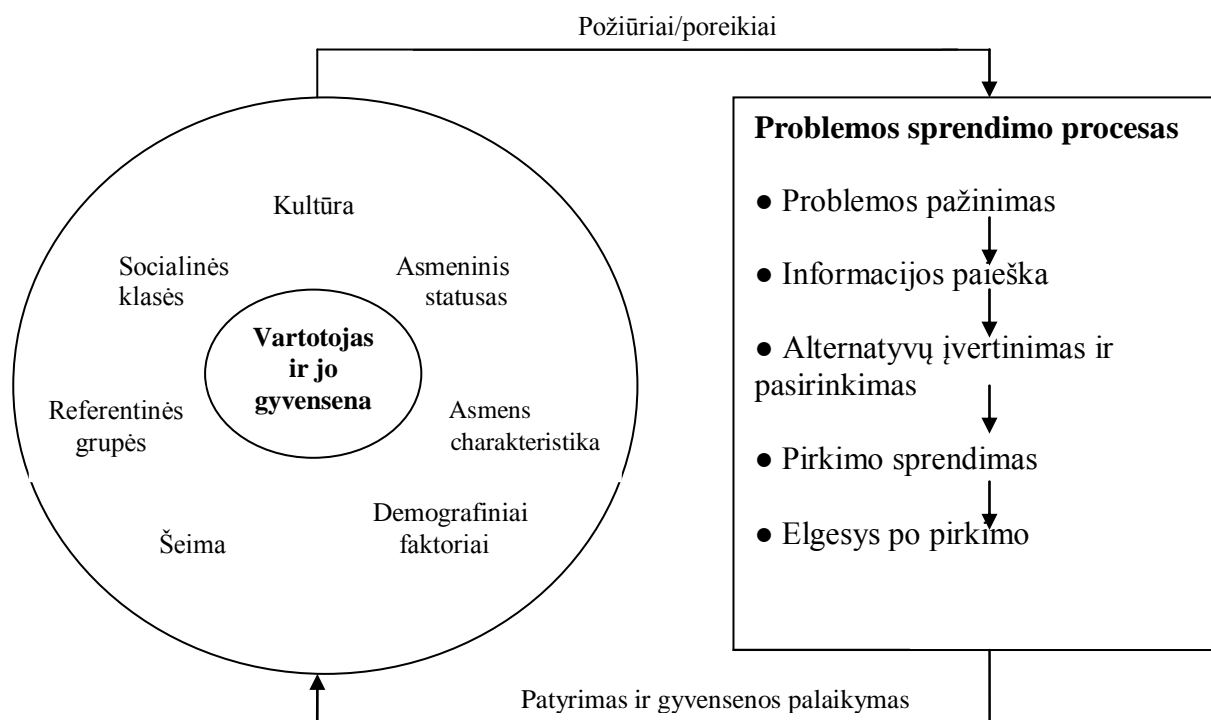 Požiūriai/poreikiai
Kultūra
Socialinės
klasės
Asmeninis
statusas
Vartotojas
ir jo
gyvensena
Referentinės
grupės
Asmens
charakteristika
Šeima
Demografiniai
faktoriai
Problemos sprendimo procesas
● Problemos pažinimas
● Informacijos paieška
● Alternatyvų įvertinimas ir
pasirinkimas
● Pirkimo sprendimas
● Elgesys po pirkimo
Patyrimas ir gyvensenos palaikymas